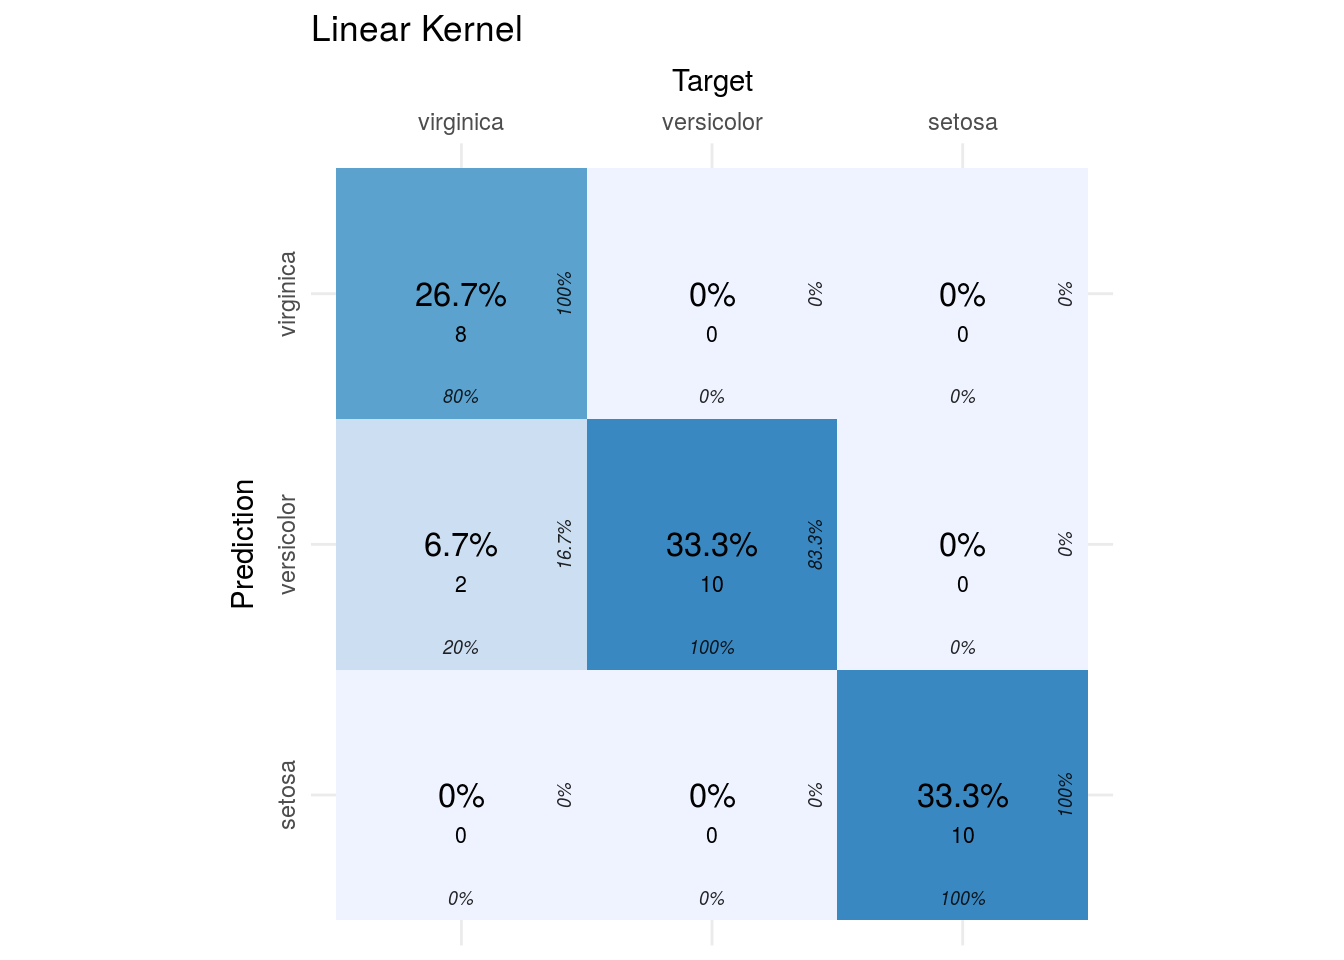 Linear Kernel
Target
virginica versicolor setosa
Prediction
virginica
26.7% 100% 0% 0% 0% 0%
8 0 0
80% 0% 0%
versicolor
6.7% 16.7% 33.3% 83.3% 0% 0%
2 10 0
20% 100% 0%
setosa
0% 0% 0% 0% 33.3% 100%
0 0 10
0% 0% 100%